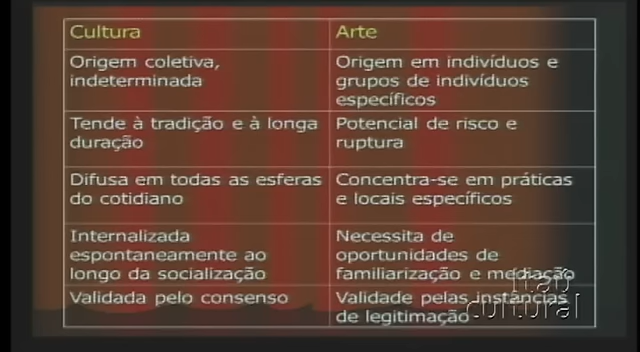 Cultura
Arte
Origem coletiva,
indeterminada
Origem em indivíduos e
grupos de indivíduos
específicos
Tende à tradição e à longa
duração
Potencial de risco e
ruptura
Difusa em todas as esferas
do cotidiano
Concentra-se em práticas
e locais específicos
Internalizada
espontaneamente ao
longo da socialização
Necessita de
oportunidades de
familiarização e mediação
Validada pelo consenso
Validade pelas instâncias
de legitimação
itaú
cultural